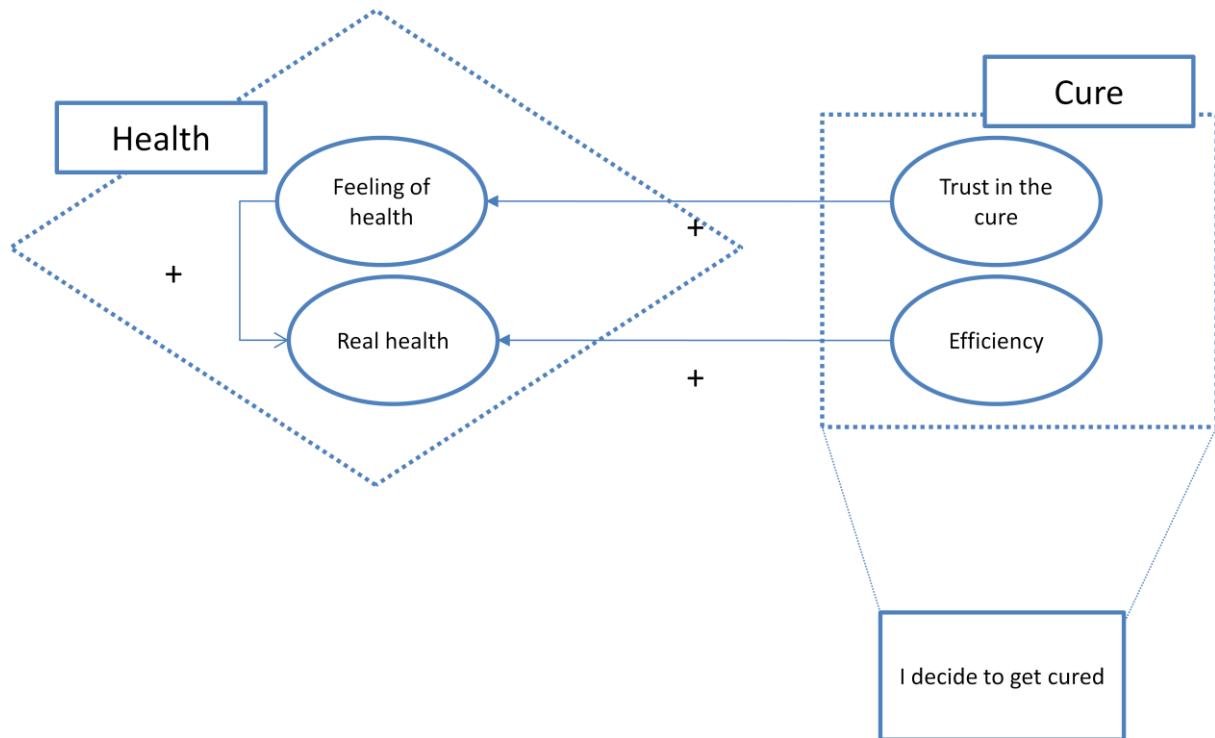 Cure
Health
Feeling of
health
Trust in the
cure
+
+
Real health
Efficiency
+
I decide to get cured